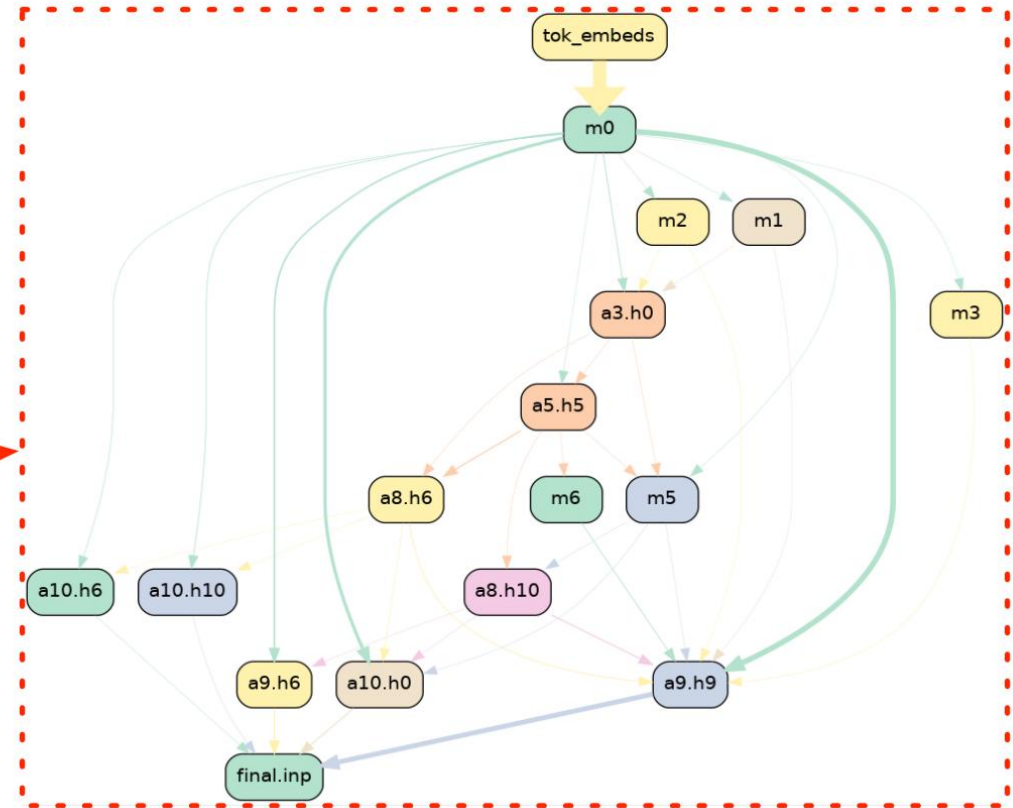 tok_embeds
m0
m2
m1
a3.h0
m3
a5.h5
a8.h6
m6
m5
a10.h6
a10.h10
a8.h10
a9.h6
a10.h0
a9.h9
final.inp